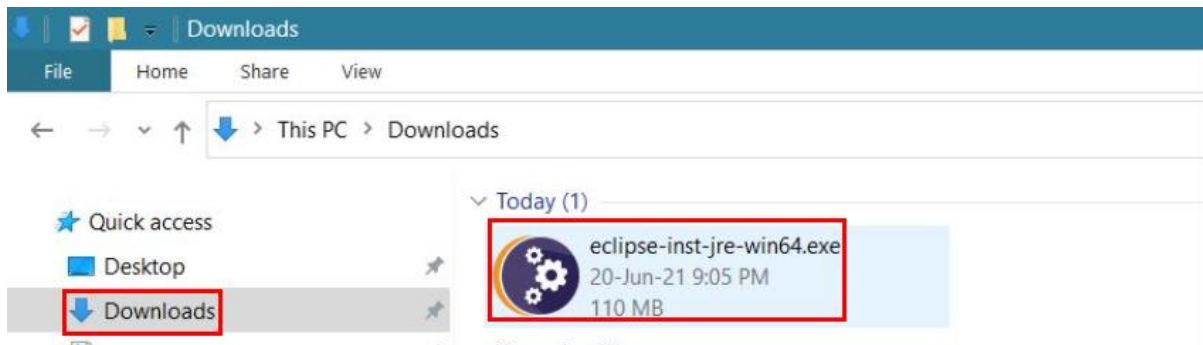 Downloads
File Home Share View
This PC > Downloads
Today (1)
Quick access
eclipse-inst-jre-win64.exe
Desktop
20-Jun-21 9:05 PM
Downloads
110 MB